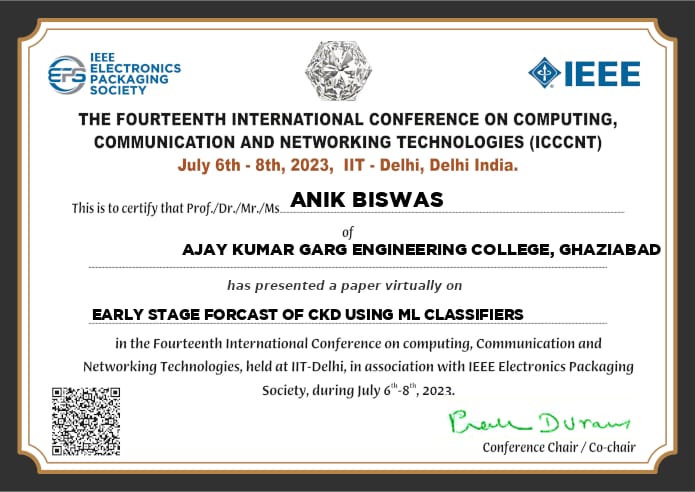 IEEE
ELECTRONICS
PACKAGING
SOCIETY
EPS
IEEE
THE FOURTEENTH INTERNATIONAL CONFERENCE ON COMPUTING,
COMMUNICATION AND NETWORKING TECHNOLOGIES (ICCCNT)
July 6th - 8th, 2023, IIT - Delhi, Delhi India.
This is to certify that Prof./Dr./Mr./Ms. ANIK BISWAS
of
AJAY KUMAR GARG ENGINEERING COLLEGE, GHAZIABAD
has presented a paper virtually on
EARLY STAGE FORCAST OF CKD USING ML CLASSIFIERS
in the Fourteenth International Conference on computing, Communication and
Networking Technologies, held at IIT-Delhi, in association with IEEE Electronics Packaging
Society, during July 6th-8th, 2023.
Conference Chair / Co-chair